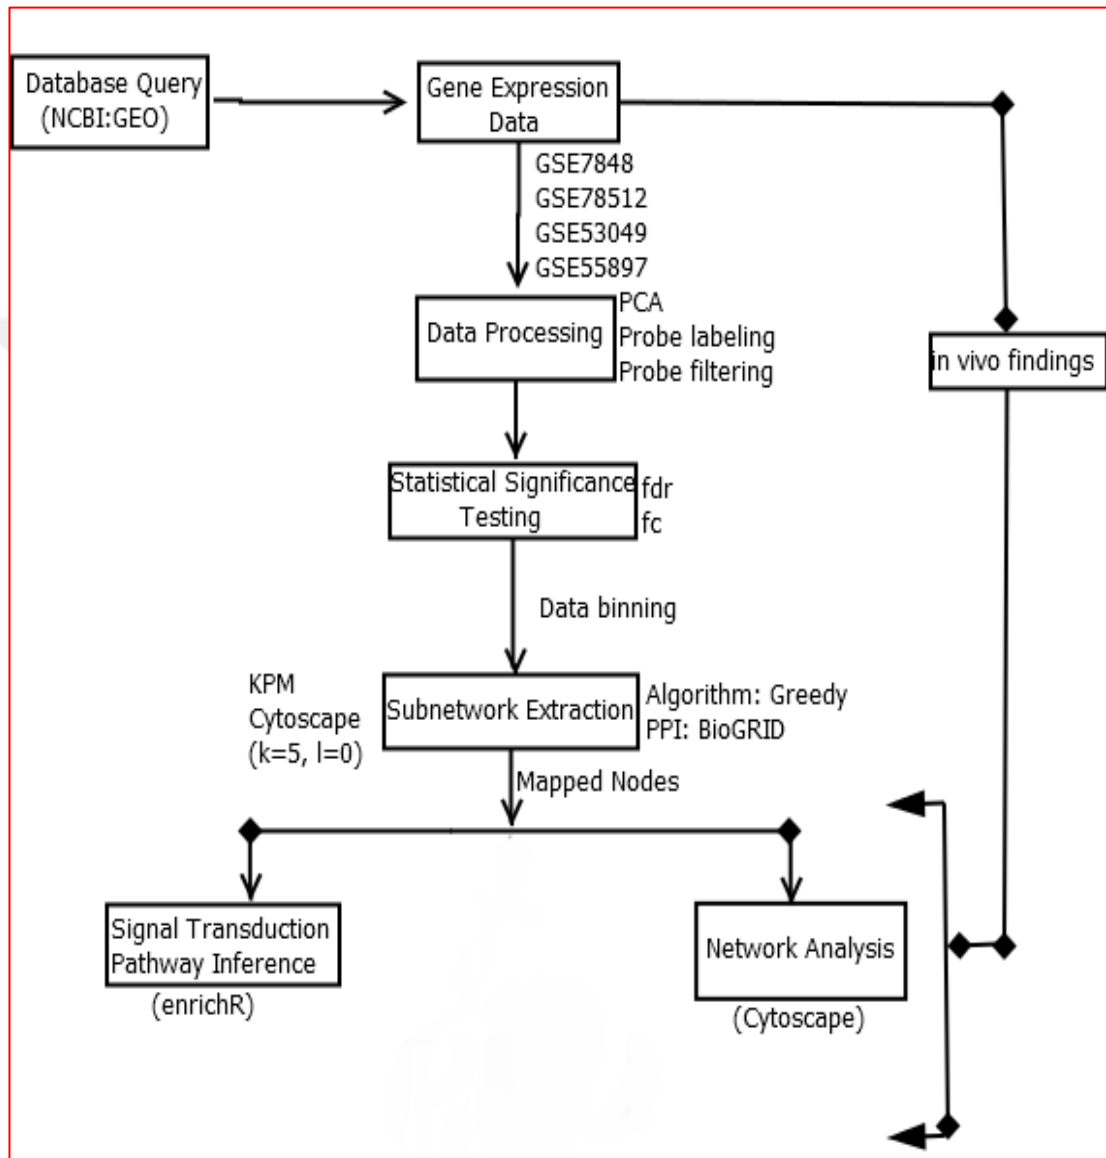 Database Query
(NCBI:GEO)
Gene Expression
Data
GSE7848
GSE78512
GSE53049
GSE55897
Data Processing
PCA
Probe labeling
Probe filtering
in vivo findings
Statistical Significance
Testing
fdr
fc
Data binning
KPM
Cytoscape
(k=5, l=0)
Subnetwork Extraction
Algorithm: Greedy
PPI: BioGRID
Mapped Nodes
Signal Transduction
Pathway Inference
(enrichR)
Network Analysis
(Cytoscape)